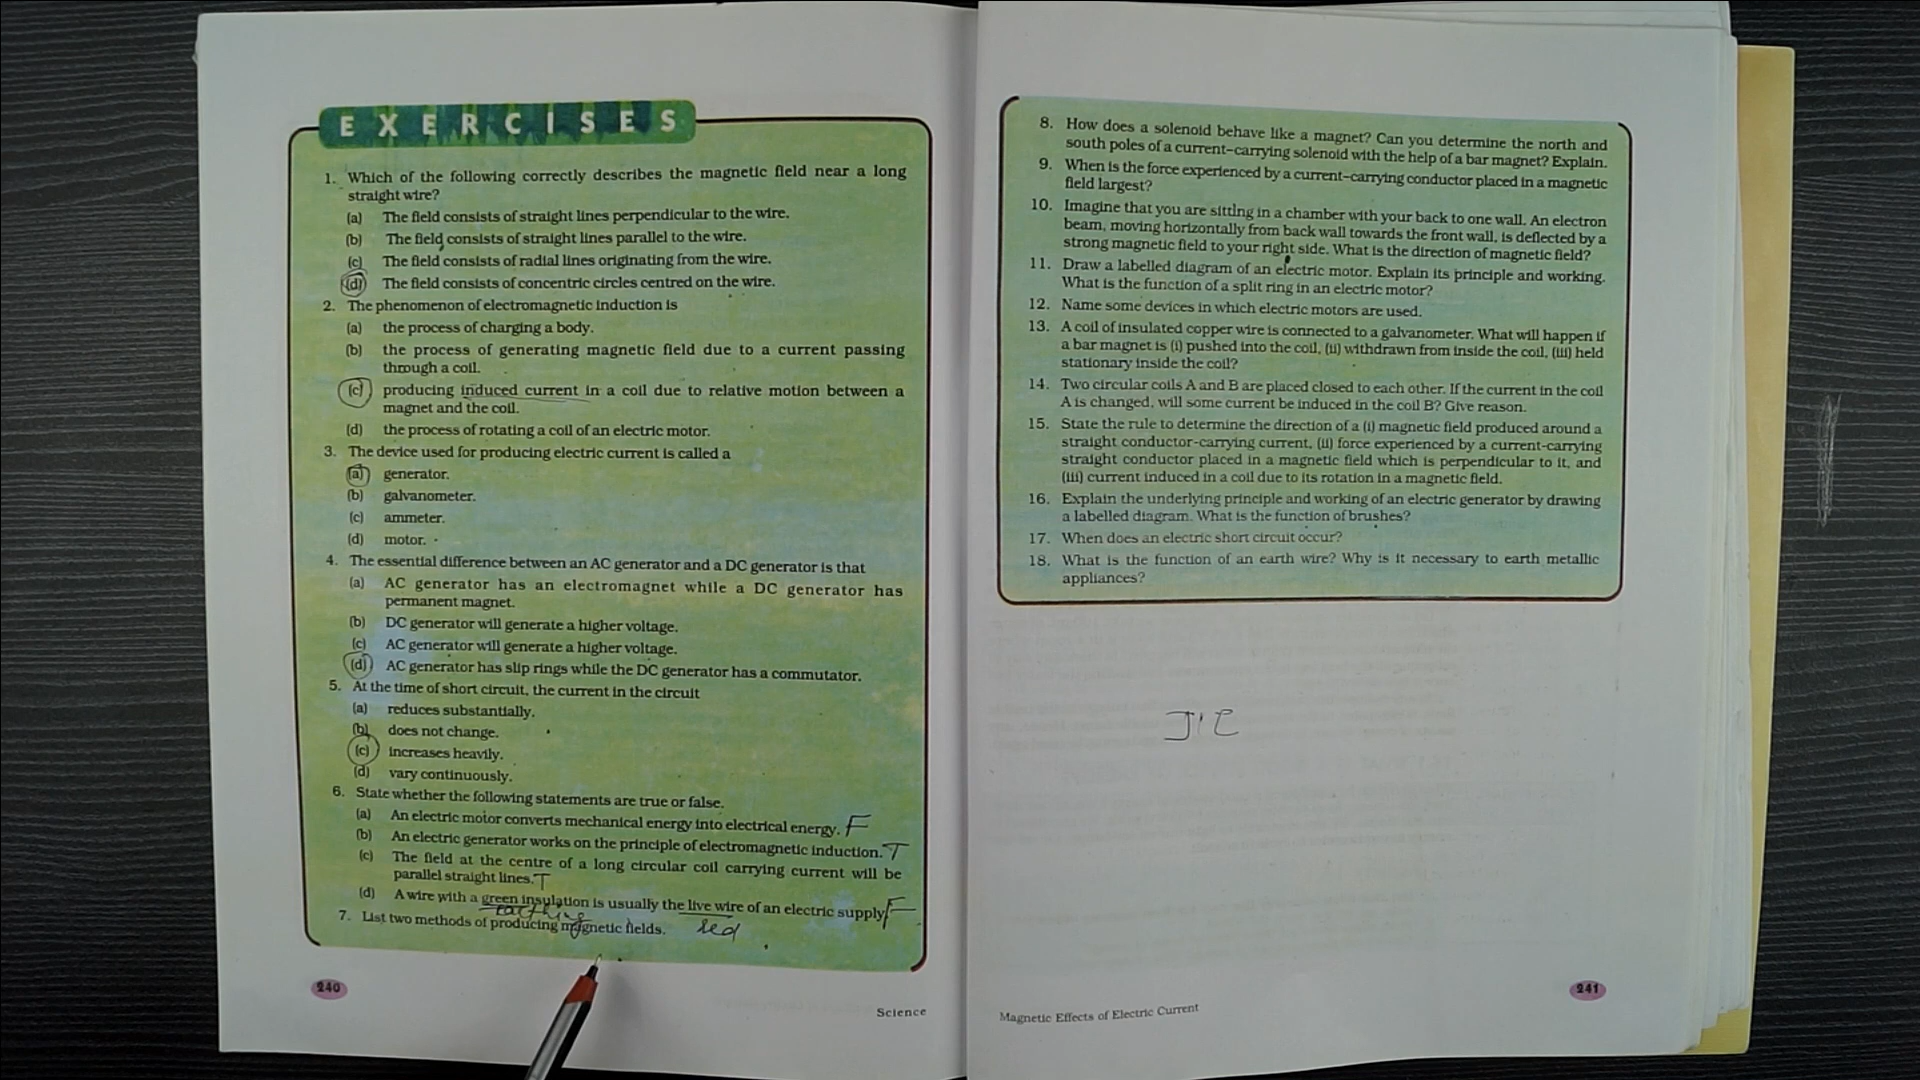 EXERCISES
1. Which of the following correctly describes the magnetic field near a long
straight wire?
(a) The field consists of straight lines perpendicular to the wire.
(b) The field consists of straight lines parallel to the wire.
(c) The field consists of radial lines originating from the wire.
(d) The field consists of concentric circles centred on the wire.
2. The phenomenon of electromagnetic induction is
(a) the process of charging a body.
(b) the process of generating magnetic field due to a current passing
through a coil.
(c) producing induced current in a coil due to relative motion between a
magnet and the coil.
(d) the process of rotating a coil of an electric motor.
3. The device used for producing electric current is called a
(a) generator.
(b) galvanometer.
(c) ammeter.
(d) motor.
4. The essential difference between an AC generator and a DC generator is that
(a) AC generator has an electromagnet while a DC generator has
permanent magnet.
(b) DC generator will generate a higher voltage.
(c) AC generator will generate a higher voltage.
(d) AC generator has slip rings while the DC generator has a commutator.
5. At the time of short circuit, the current in the circuit
(a) reduces substantially.
(b) does not change.
(c) increases heavily.
(d) vary continuously.
6. State whether the following statements are true or false.
(a) An electric motor converts mechanical energy into electrical energy. F
(b) An electric generator works on the principle of electromagnetic induction. T
(c) The field at the centre of a long circular coil carrying current will be
parallel straight lines. T
(d) A wire with a green insulation is usually the live wire of an electric supply. F
earthing
7. List two methods of producing magnetic fields. red
240
Science
8. How does a solenoid behave like a magnet? Can you determine the north and
south poles of a current–carrying solenoid with the help of a bar magnet? Explain.
9. When is the force experienced by a current–carrying conductor placed in a magnetic
field largest?
10. Imagine that you are sitting in a chamber with your back to one wall. An electron
beam, moving horizontally from back wall towards the front wall, is deflected by a
strong magnetic field to your right side. What is the direction of magnetic field?
11. Draw a labelled diagram of an electric motor. Explain its principle and working.
What is the function of a split ring in an electric motor?
12. Name some devices in which electric motors are used.
13. A coil of insulated copper wire is connected to a galvanometer. What will happen if
a bar magnet is (i) pushed into the coil, (ii) withdrawn from inside the coil, (iii) held
stationary inside the coil?
14. Two circular coils A and B are placed closed to each other. If the current in the coil
A is changed, will some current be induced in the coil B? Give reason.
15. State the rule to determine the direction of a (i) magnetic field produced around a
straight conductor-carrying current, (ii) force experienced by a current-carrying
straight conductor placed in a magnetic field which is perpendicular to it, and
(iii) current induced in a coil due to its rotation in a magnetic field.
16. Explain the underlying principle and working of an electric generator by drawing
a labelled diagram. What is the function of brushes?
17. When does an electric short circuit occur?
18. What is the function of an earth wire? Why is it necessary to earth metallic
appliances?
Magnetic Effects of Electric Current
241